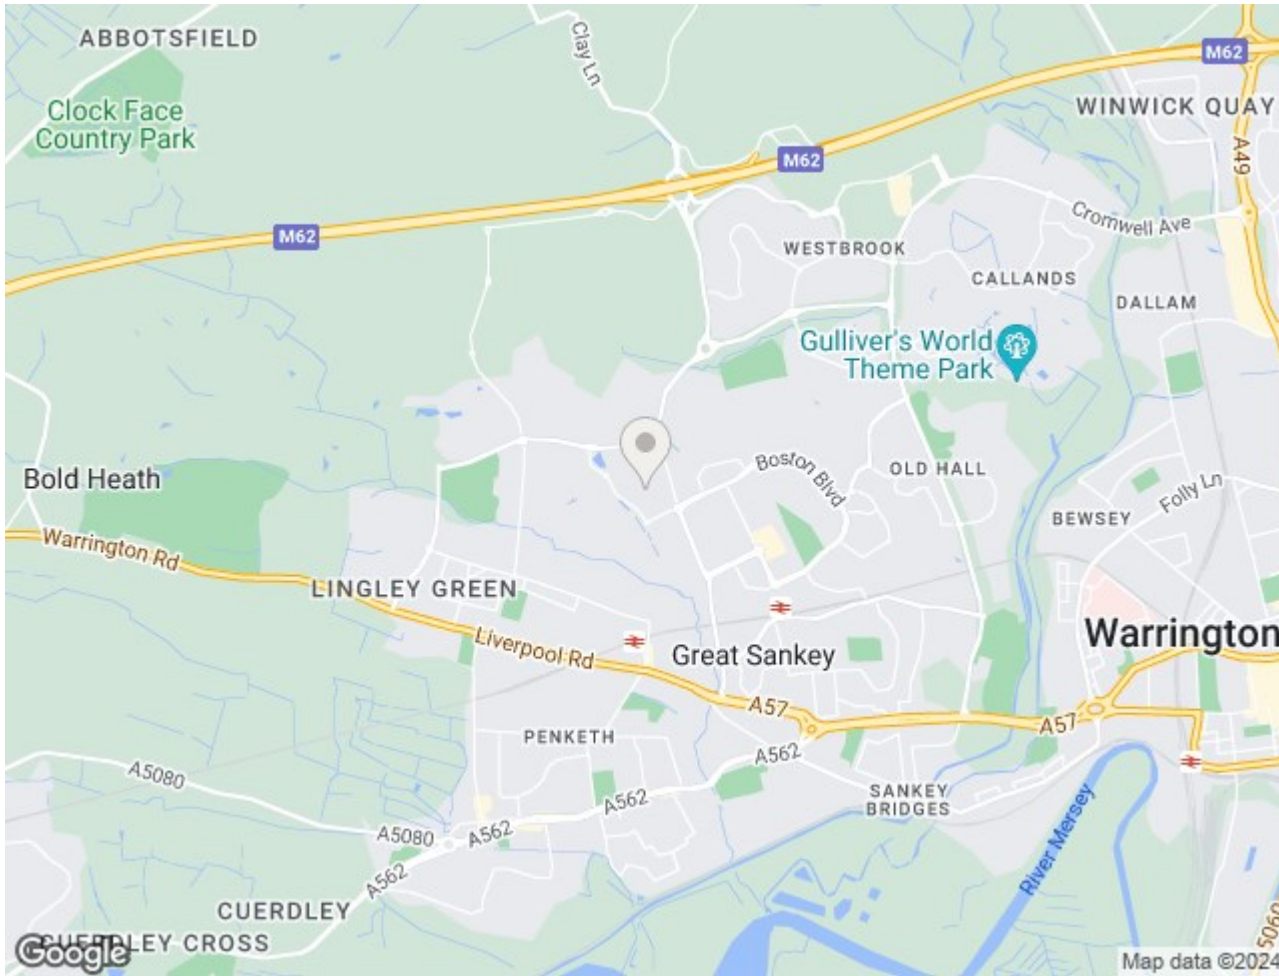 ABBOTSFIELD
Clay Ln
M62
Clock Face
Country Park
WINWICK QUAY
A49
M62
M62
Cromwell Ave
WESTBROOK
CALLANDS
DALLAM
Gulliver's World
Theme Park
Bold Heath
Boston Blvd
OLD HALL
Folly Ln
BEWSEY
Warrington Rd
LINGLEY GREEN
Liverpool Rd
Great Sankey
Warrington
A57
A57
PENKETH
A562
A5080
SANKEY
BRIDGES
A562
A5080
A562
River Mersey
A562
CUERDLEY
CUERDLEY CROSS
A5060
Google
Map data ©2024